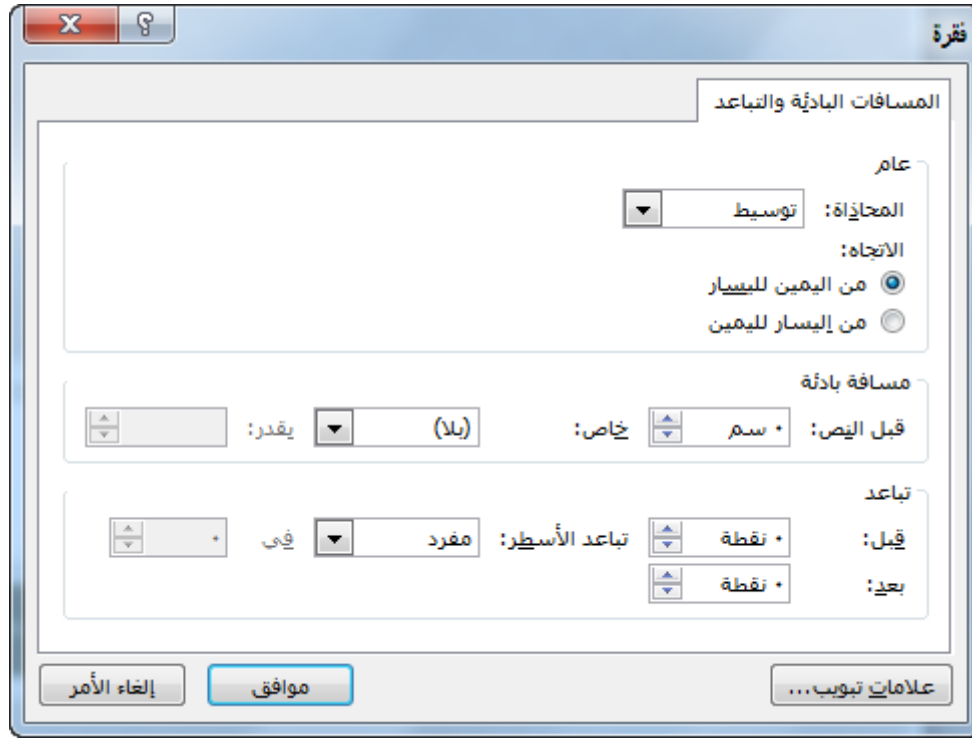 فقرة
المسافات البادئة والتباعد
عام
المحاذاة: توسيط
الاتجاه:
من اليمين لليسار
من اليسار لليمين
مسافة بادئة
قبل النص: ٠ سم خاص: (بلا) يقدر:
تباعد
قبل: ٠ نقطة تباعد الأسطر: مفرد في ٠
بعد: ٠ نقطة
علامات تبويب... موافق إلغاء الأمر